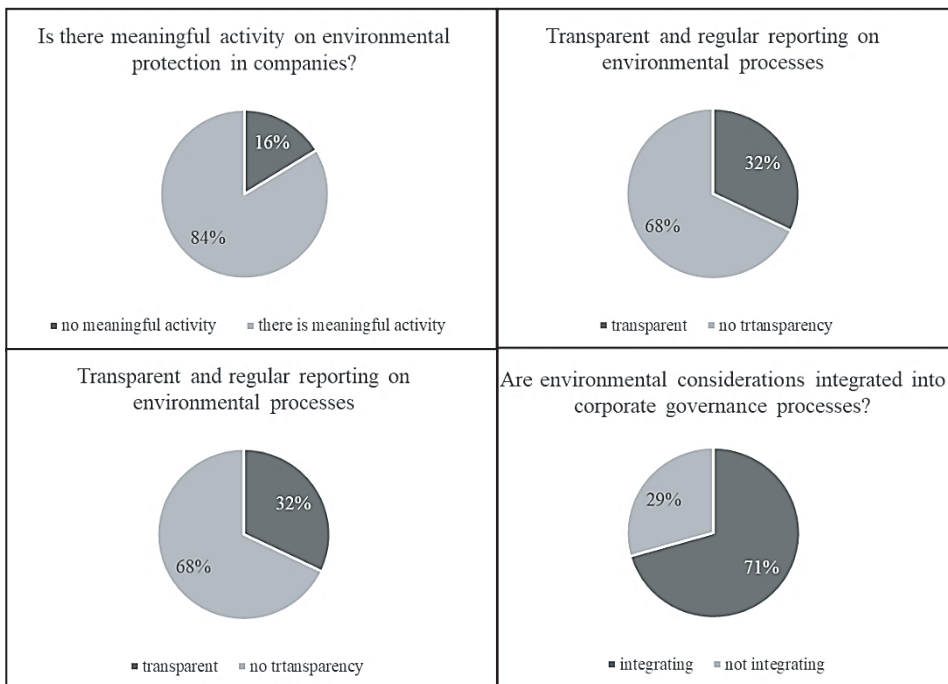 Is there meaningful activity on environmental
protection in companies?
16%
84%
no meaningful activity there is meaningful activity
Transparent and regular reporting on
environmental processes
32%
68%
transparent no trtansparency
Transparent and regular reporting on
environmental processes
32%
68%
transparent no trtansparency
Are environmental considerations integrated into
corporate governance processes?
29%
71%
integrating not integrating